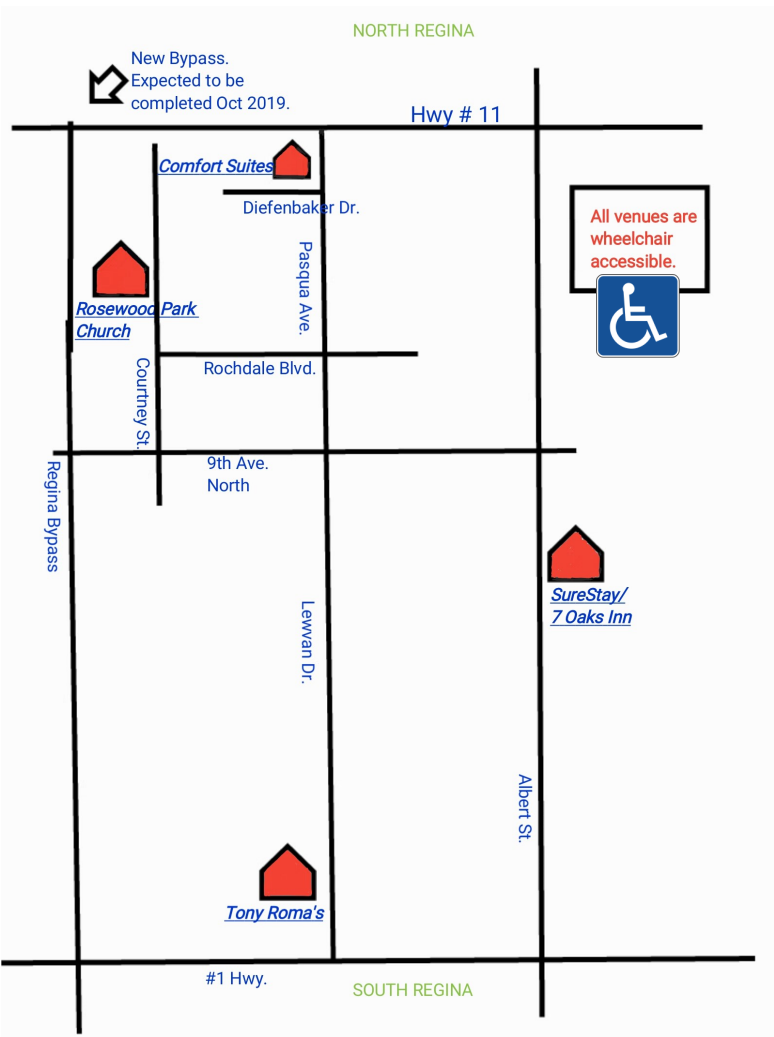 NORTH REGINA
New Bypass.
Expected to be
completed Oct 2019.
Hwy # 11
Comfort Suites
Diefenbaker Dr.
All venues are
wheelchair
accessible.
Pasqua Ave.
Rosewood Park
Church
Rochdale Blvd.
Courtney St.
9th Ave.
North
Regina Bypass
SureStay/
7 Oaks Inn
Lewvan Dr.
Albert St.
Tony Roma's
#1 Hwy.
SOUTH REGINA